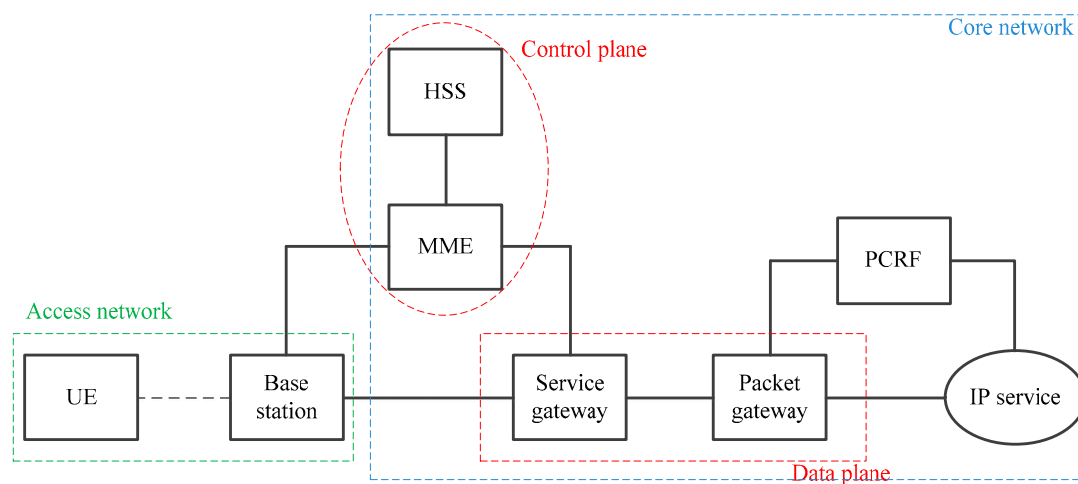 Core network
Control plane
HSS
MME
PCRF
Access network
UE
Base
station
Service
gateway
Packet
gateway
IP service
Data plane